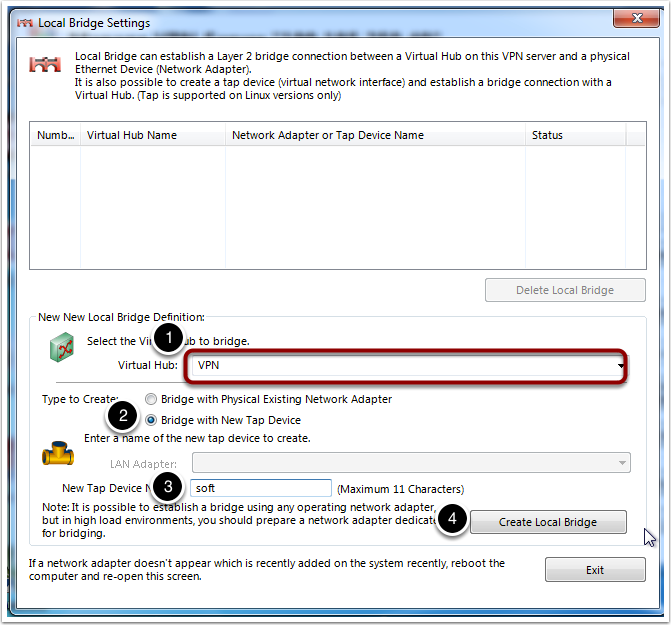 Local Bridge Settings
Local Bridge can establish a Layer 2 bridge connection between a Virtual Hub on this VPN server and a physical
Ethernet Device (Network Adapter).
It is also possible to create a tap device (virtual network interface) and establish a bridge connection with a
Virtual Hub. (Tap is supported on Linux versions only)
Numb... Virtual Hub Name Network Adapter or Tap Device Name Status
Delete Local Bridge
New New Local Bridge Definition:
1
Select the Vir ub to bridge.
Virtual Hub: VPN
Type to Create: Bridge with Physical Existing Network Adapter
2
Bridge with New Tap Device
Enter a name of the new tap device to create.
LAN Adapter:
New Tap Device N 3 soft (Maximum 11 Characters)
Note: It is possible to establish a bridge using any operating network adapter,
but in high load environments, you should prepare a network adapter dedicate
for bridging.
4 Create Local Bridge
If a network adapter doesn't appear which is recently added on the system recently, reboot the
computer and re-open this screen.
Exit